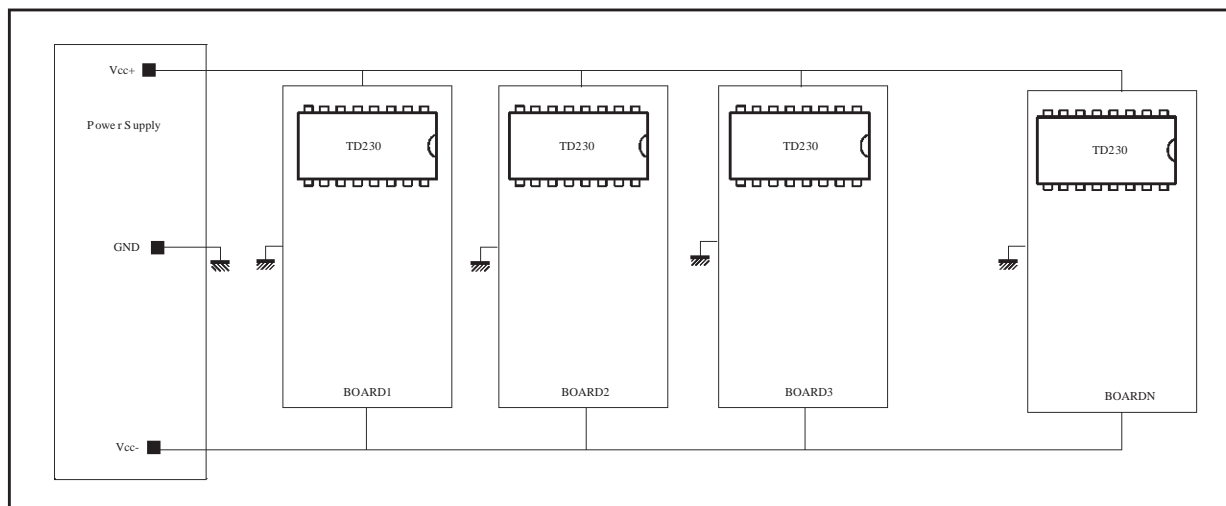 Vcc+
Power Supply
GND
Vcc-
TD230
BOARD1
TD230
BOARD2
TD230
BOARD3
TD230
BOARDN